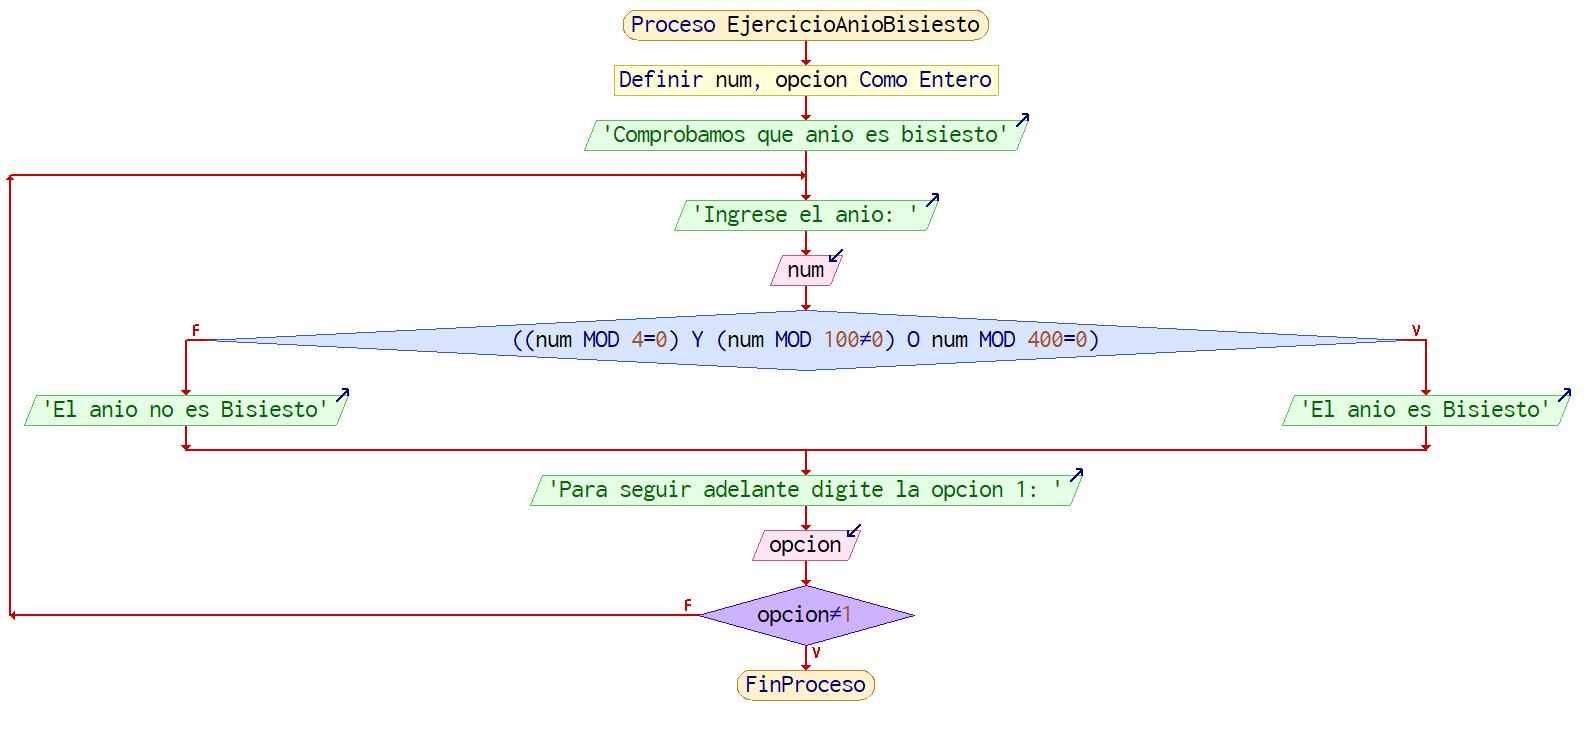 Proceso EjercicioAnioBisiesto
Definir num, opcion Como Entero
'Comprobamos que anio es bisiesto'
'Ingrese el anio: '
num
F
V
((num MOD 4=0) Y (num MOD 100≠0) O num MOD 400=0)
'El anio no es Bisiesto'
'El anio es Bisiesto'
'Para seguir adelante digite la opcion 1: '
opcion
F
opcion≠1
V
FinProceso